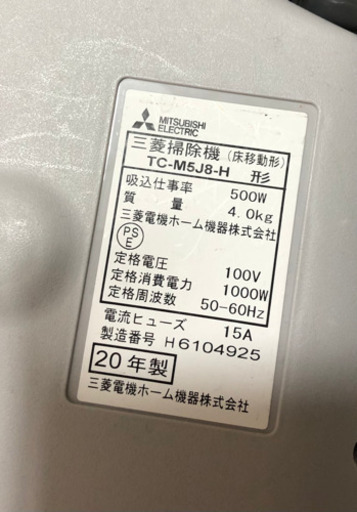 MITSUBISHI
ELECTRIC
三菱掃除機 (床移動形)
TC-M5J8-H 形
吸込仕事率 500W
質量 4.0kg
三菱電機ホーム機器株式会社
PS
E
定格電圧 100V
定格消費電力 1000W
定格周波数 50-60Hz
電流ヒューズ 15A
製造番号 H6104925
20年製
三菱電機ホーム機器株式会社